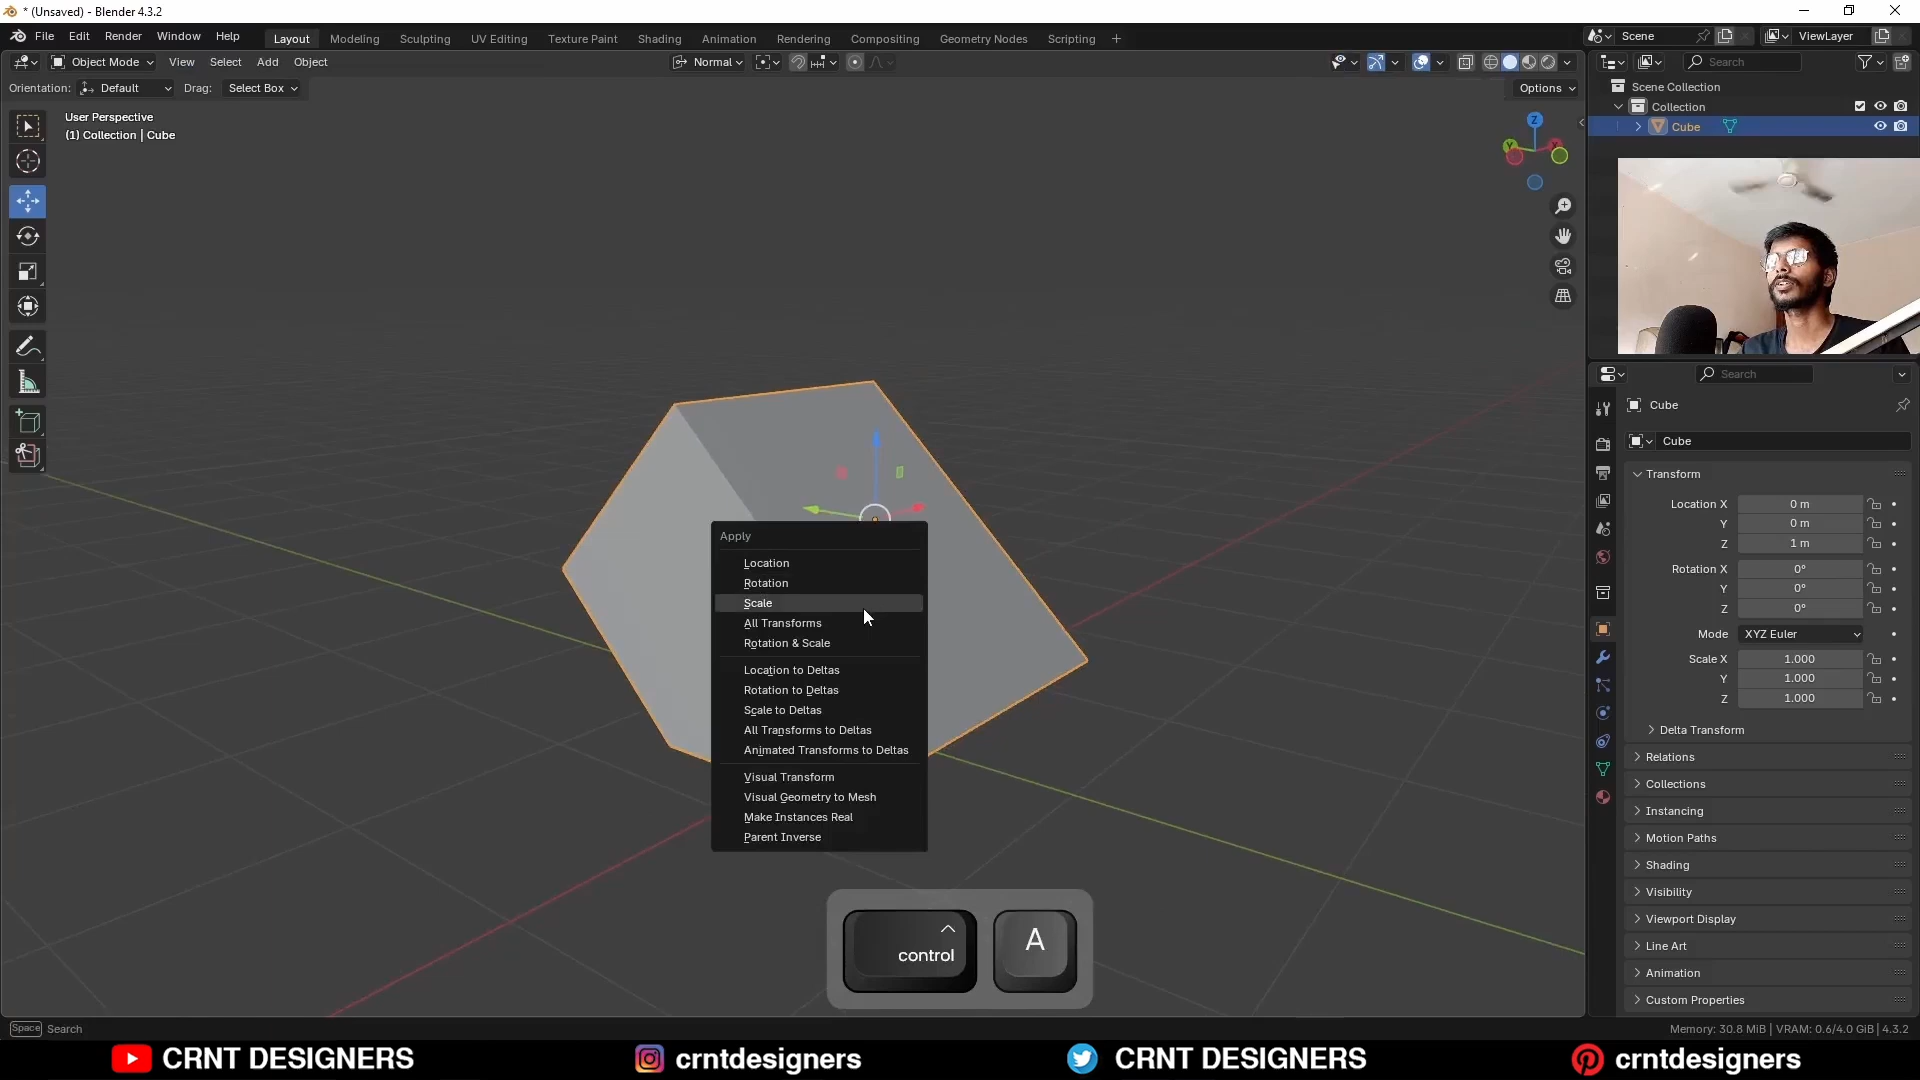 * (Unsaved) - Blender 4.3.2
File Edit Render Window Help
Layout Modeling Sculpting UV Editing Texture Paint Shading Animation Rendering Compositing Geometry Nodes Scripting +
Scene
ViewLayer
Object Mode View Select Add Object
Normal
Search
Orientation: Default Drag: Select Box
Options
Scene Collection
Collection
Cube
User Perspective
(1) Collection | Cube
Z
Y
X
Apply
Location
Rotation
Scale
All Transforms
Rotation & Scale
Location to Deltas
Rotation to Deltas
Scale to Deltas
All Transforms to Deltas
Animated Transforms to Deltas
Visual Transform
Visual Geometry to Mesh
Make Instances Real
Parent Inverse
control
A
Search
Cube
Cube
Transform
Location X 0 m
Y 0 m
Z 1 m
Rotation X 0°
Y 0°
Z 0°
Mode XYZ Euler
Scale X 1.000
Y 1.000
Z 1.000
Delta Transform
Relations
Collections
Instancing
Motion Paths
Shading
Visibility
Viewport Display
Line Art
Animation
Custom Properties
Space Search
Memory: 30.8 MiB | VRAM: 0.6/4.0 GiB | 4.3.2
CRNT DESIGNERS crntdesigners CRNT DESIGNERS crntdesigners